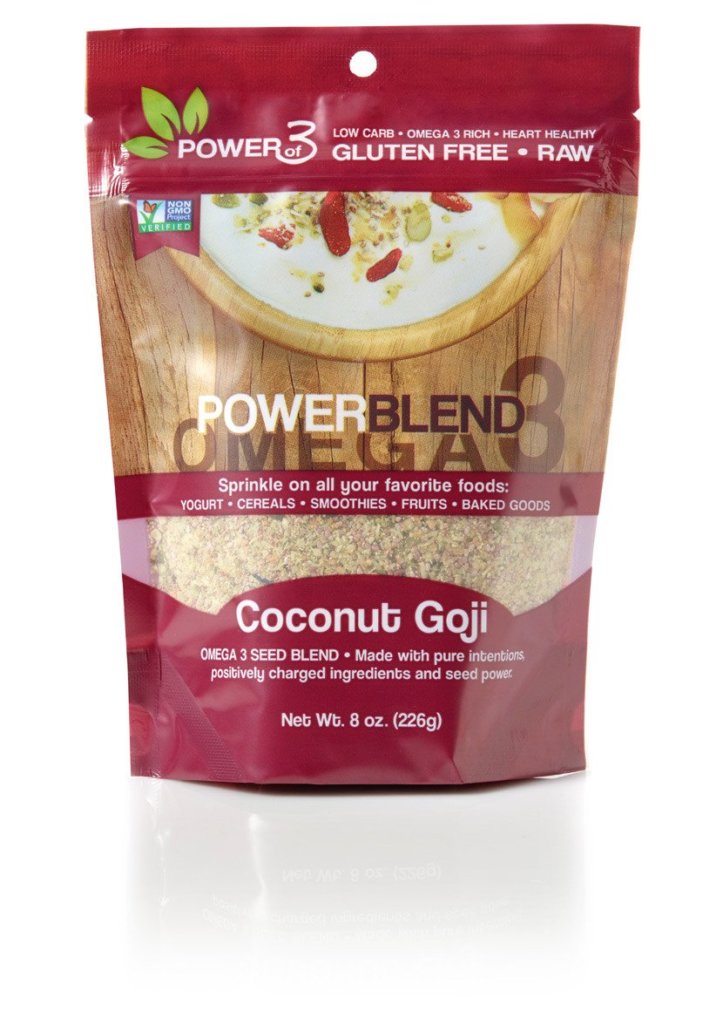 POWER of 3
LOW CARB • OMEGA 3 RICH • HEART HEALTHY
GLUTEN FREE • RAW
NON
GMO
Project
VERIFIED
POWERBLEND
OMEGA 3
Sprinkle on all your favorite foods:
YOGURT • CEREALS • SMOOTHIES • FRUITS • BAKED GOODS
Coconut Goji
OMEGA 3 SEED BLEND • Made with pure intentions,
positively charged ingredients and seed power.
Net Wt. 8 oz. (226g)